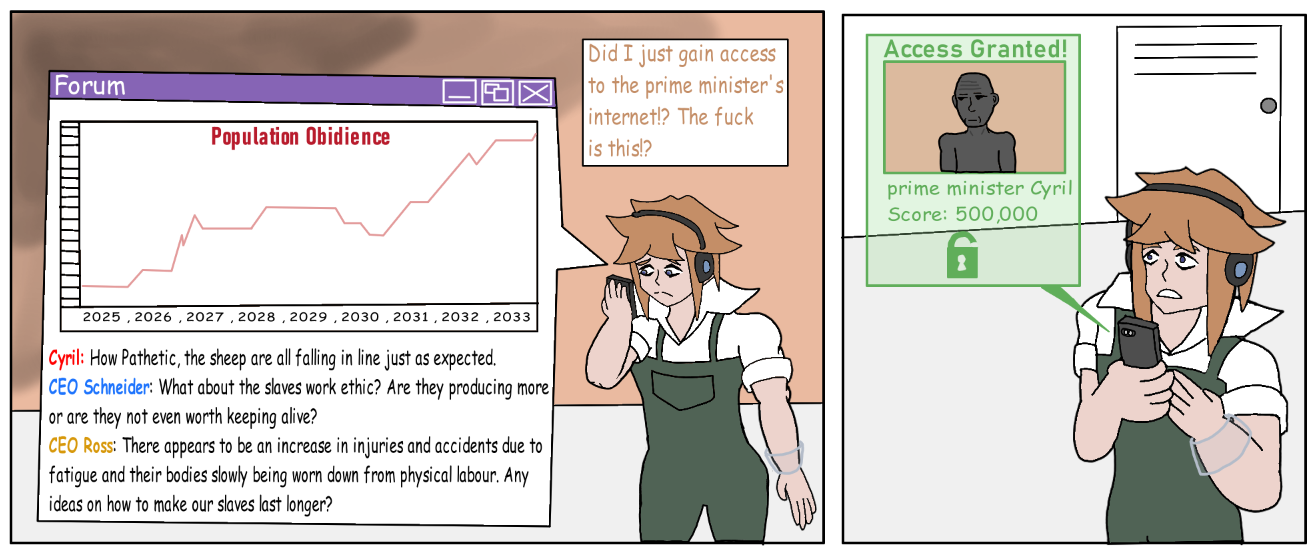 Forum
Population Obidience
2025 , 2026 , 2027 , 2028 , 2029 , 2030 , 2031 , 2032 , 2033
Cyril: How Pathetic, the sheep are all falling in line just as expected.
CEO Schneider: What about the slaves work ethic? Are they producing more
or are they not even worth keeping alive?
CEO Ross: There appears to be an increase in injuries and accidents due to
fatigue and their bodies slowly being worn down from physical labour. Any
ideas on how to make our slaves last longer?
Did I just gain access
to the prime minister's
internet!? The fuck
is this!?
Access Granted!
prime minister Cyril
Score: 500,000